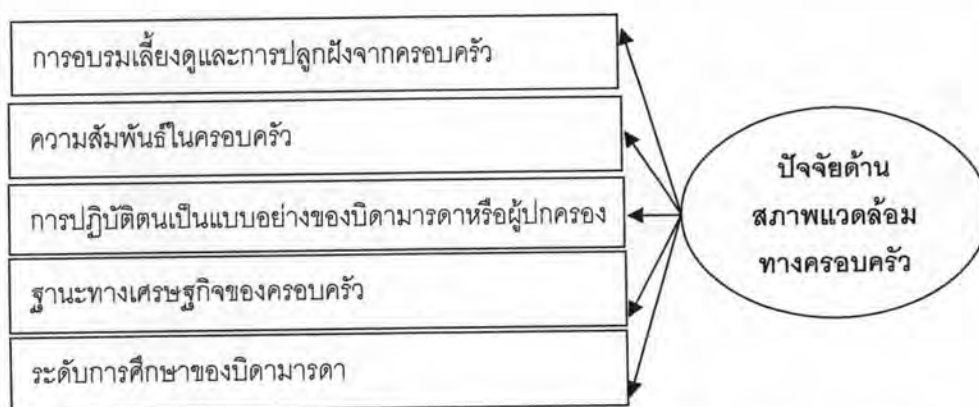 การอบรมเลี้ยงดูและการปลูกฝังจากครอบครัว
ความสัมพันธ์ในครอบครัว
การปฏิบัติตนเป็นแบบอย่างของบิดามารดาหรือผู้ปกครอง
ฐานะทางเศรษฐกิจของครอบครัว
ระดับการศึกษาของบิดามารดา
ปัจจัยด้าน
สภาพแวดล้อม
ทางครอบครัว